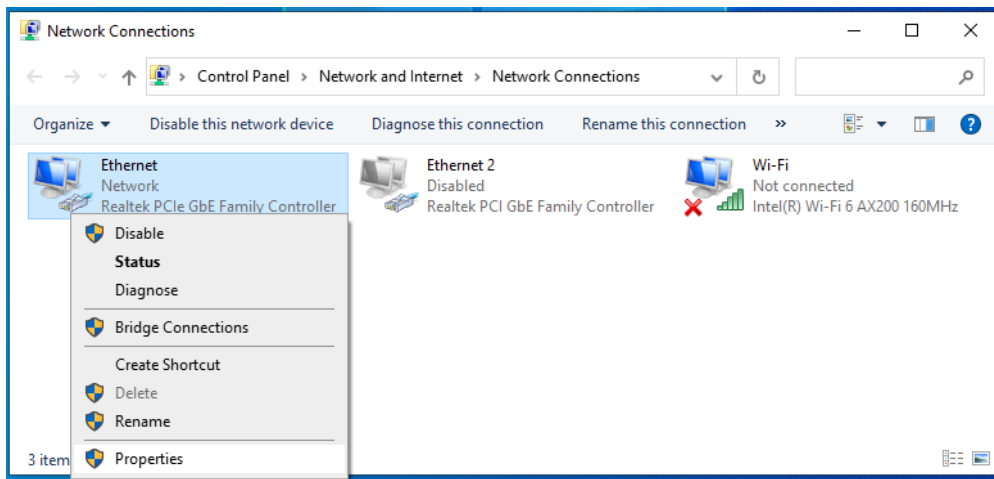 Network Connections
Control Panel > Network and Internet > Network Connections
Organize Disable this network device Diagnose this connection Rename this connection »
Ethernet
Network
Realtek PCIe GbE Family Controller
Ethernet 2
Disabled
Realtek PCI GbE Family Controller
Wi-Fi
Not connected
Intel(R) Wi-Fi 6 AX200 160MHz
Disable
Status
Diagnose
Bridge Connections
Create Shortcut
Delete
Rename
Properties
3 item